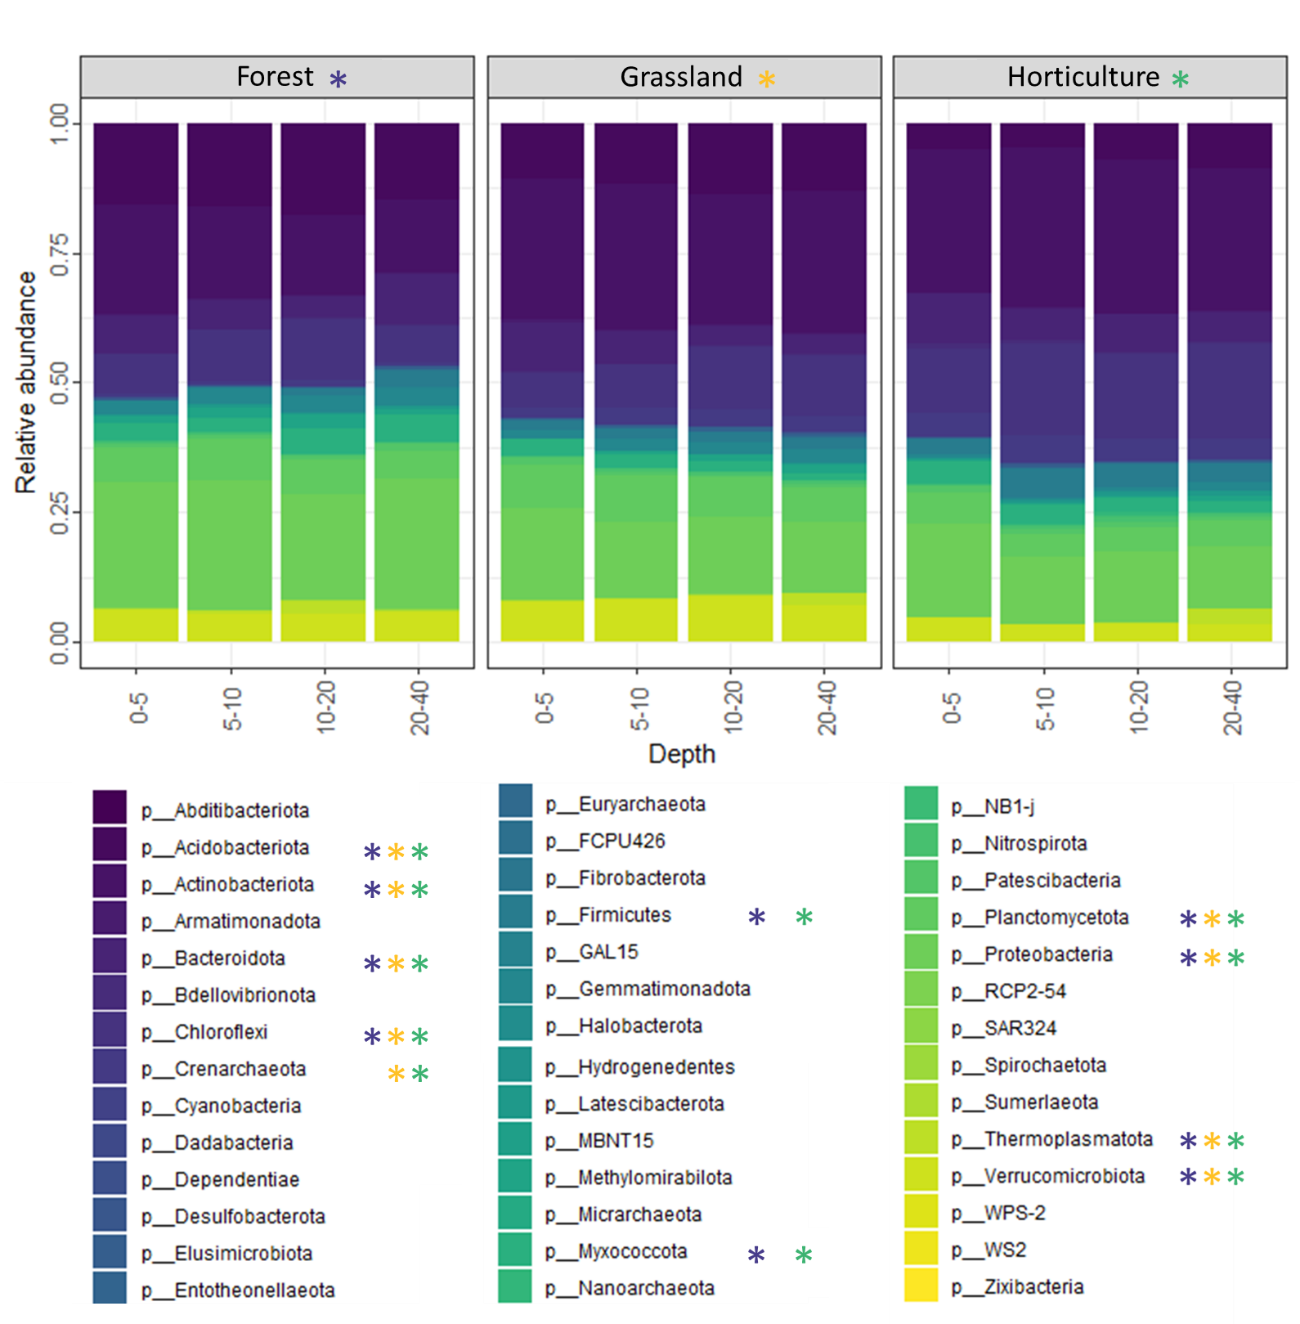 Forest *
Grassland *
Horticulture *
Relative abundance
1.00
0.75
0.50
0.25
0.00
0-5
5-10
10-20
20-40
0-5
5-10
10-20
20-40
0-5
5-10
10-20
20-40
Depth
p__Abditibacteriota
p__Acidobacteriota * * *
p__Actinobacteriota * * *
p__Armatimonadota
p__Bacteroidota * * *
p__Bdellovibrionota
p__Chloroflexi * * *
p__Crenarchaeota * *
p__Cyanobacteria
p__Dadabacteria
p__Dependentiae
p__Desulfobacterota
p__Elusimicrobiota
p__Entotheonellaeota
p__Euryarchaeota
p__FCPU426
p__Fibrobacterota
p__Firmicutes * *
p__GAL15
p__Gemmatimonadota
p__Halobacterota
p__Hydrogenedentes
p__Latescibacterota
p__MBNT15
p__Methylomirabilota
p__Micrarchaeota
p__Myxococcota * *
p__Nanoarchaeota
p__NB1-j
p__Nitrospirota
p__Patescibacteria
p__Planctomycetota * * *
p__Proteobacteria * * *
p__RCP2-54
p__SAR324
p__Spirochaetota
p__Sumerlaeota
p__Thermoplasmatota * * *
p__Verrucomicrobiota * * *
p__WPS-2
p__WS2
p__Zixibacteria